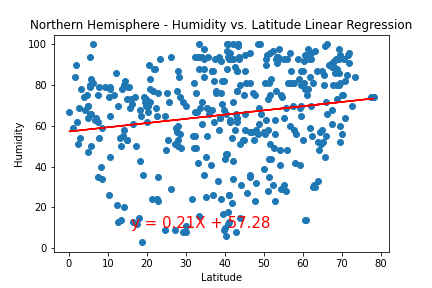 Northern Hemisphere - Humidity vs. Latitude Linear Regression
100
80
60
40
20
0
Humidity
y = 0.21X + 57.28
0 10 20 30 40 50 60 70 80
Latitude